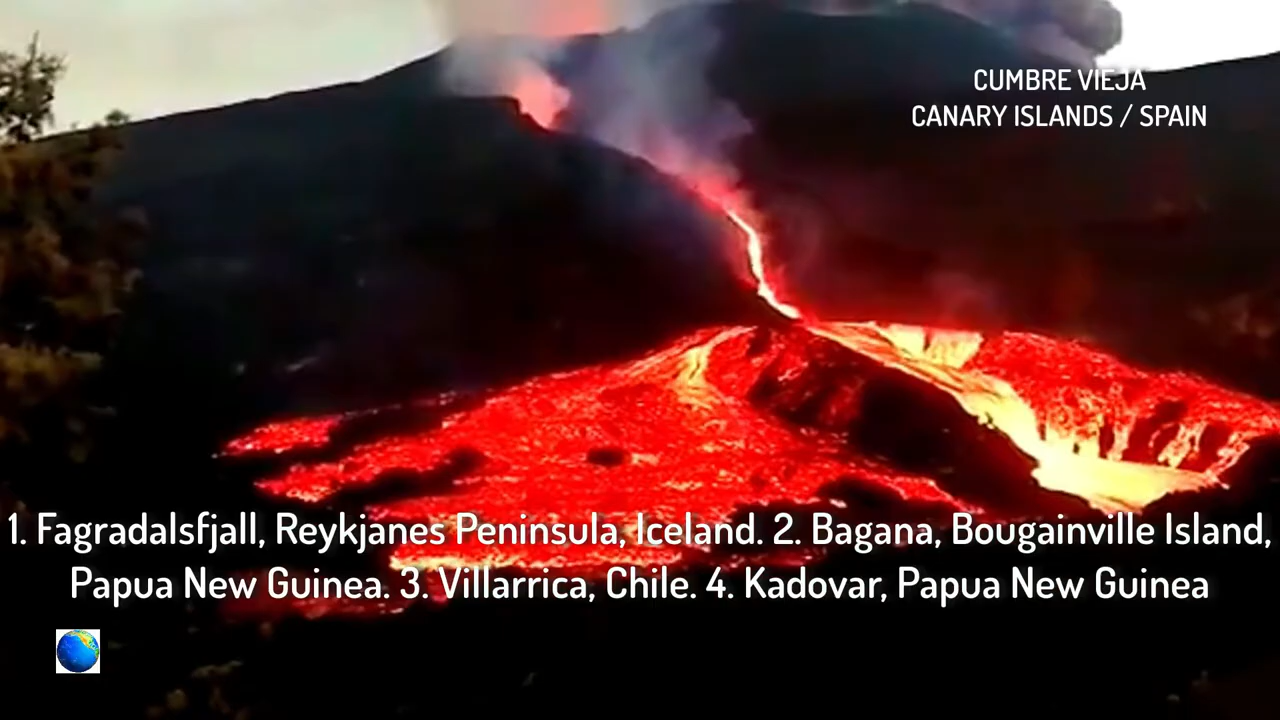 CUMBRE VIEJA
CANARY ISLANDS / SPAIN
1. Fagradalsfjall, Reykjanes Peninsula, Iceland. 2. Bagana, Bougainville Island,
Papua New Guinea. 3. Villarrica, Chile. 4. Kadovar, Papua New Guinea